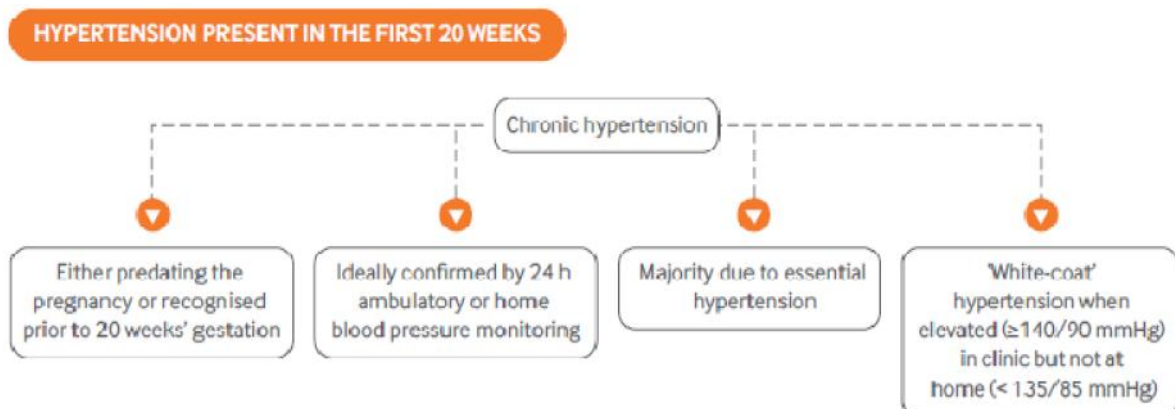 HYPERTENSION PRESENT IN THE FIRST 20 WEEKS
Chronic hypertension
Either predating the
pregnancy or recognised
prior to 20 weeks’ gestation
Ideally confirmed by 24 h
ambulatory or home
blood pressure monitoring
Majority due to essential
hypertension
‘White-coat’
hypertension when
elevated (≥140/90 mmHg)
in clinic but not at
home (< 135/85 mmHg)